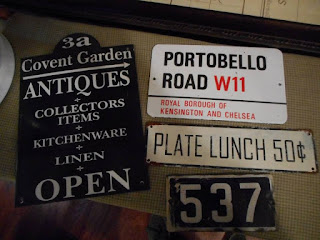 3a
Covent Garden
ANTIQUES
+
COLLECTORS
ITEMS
+
KITCHENWARE
+
LINEN
+
OPEN
PORTOBELLO
ROAD W11
ROYAL BOROUGH OF
KENSINGTON AND CHELSEA
PLATE LUNCH 50¢
537